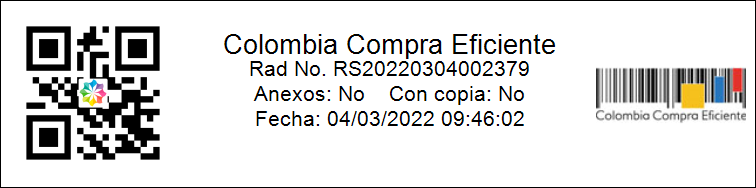 Colombia Compra Eficiente
Rad No. RS20220304002379
Anexos: No    Con copia: No
Fecha: 04/03/2022 09:46:02
Colombia Compra Eficiente